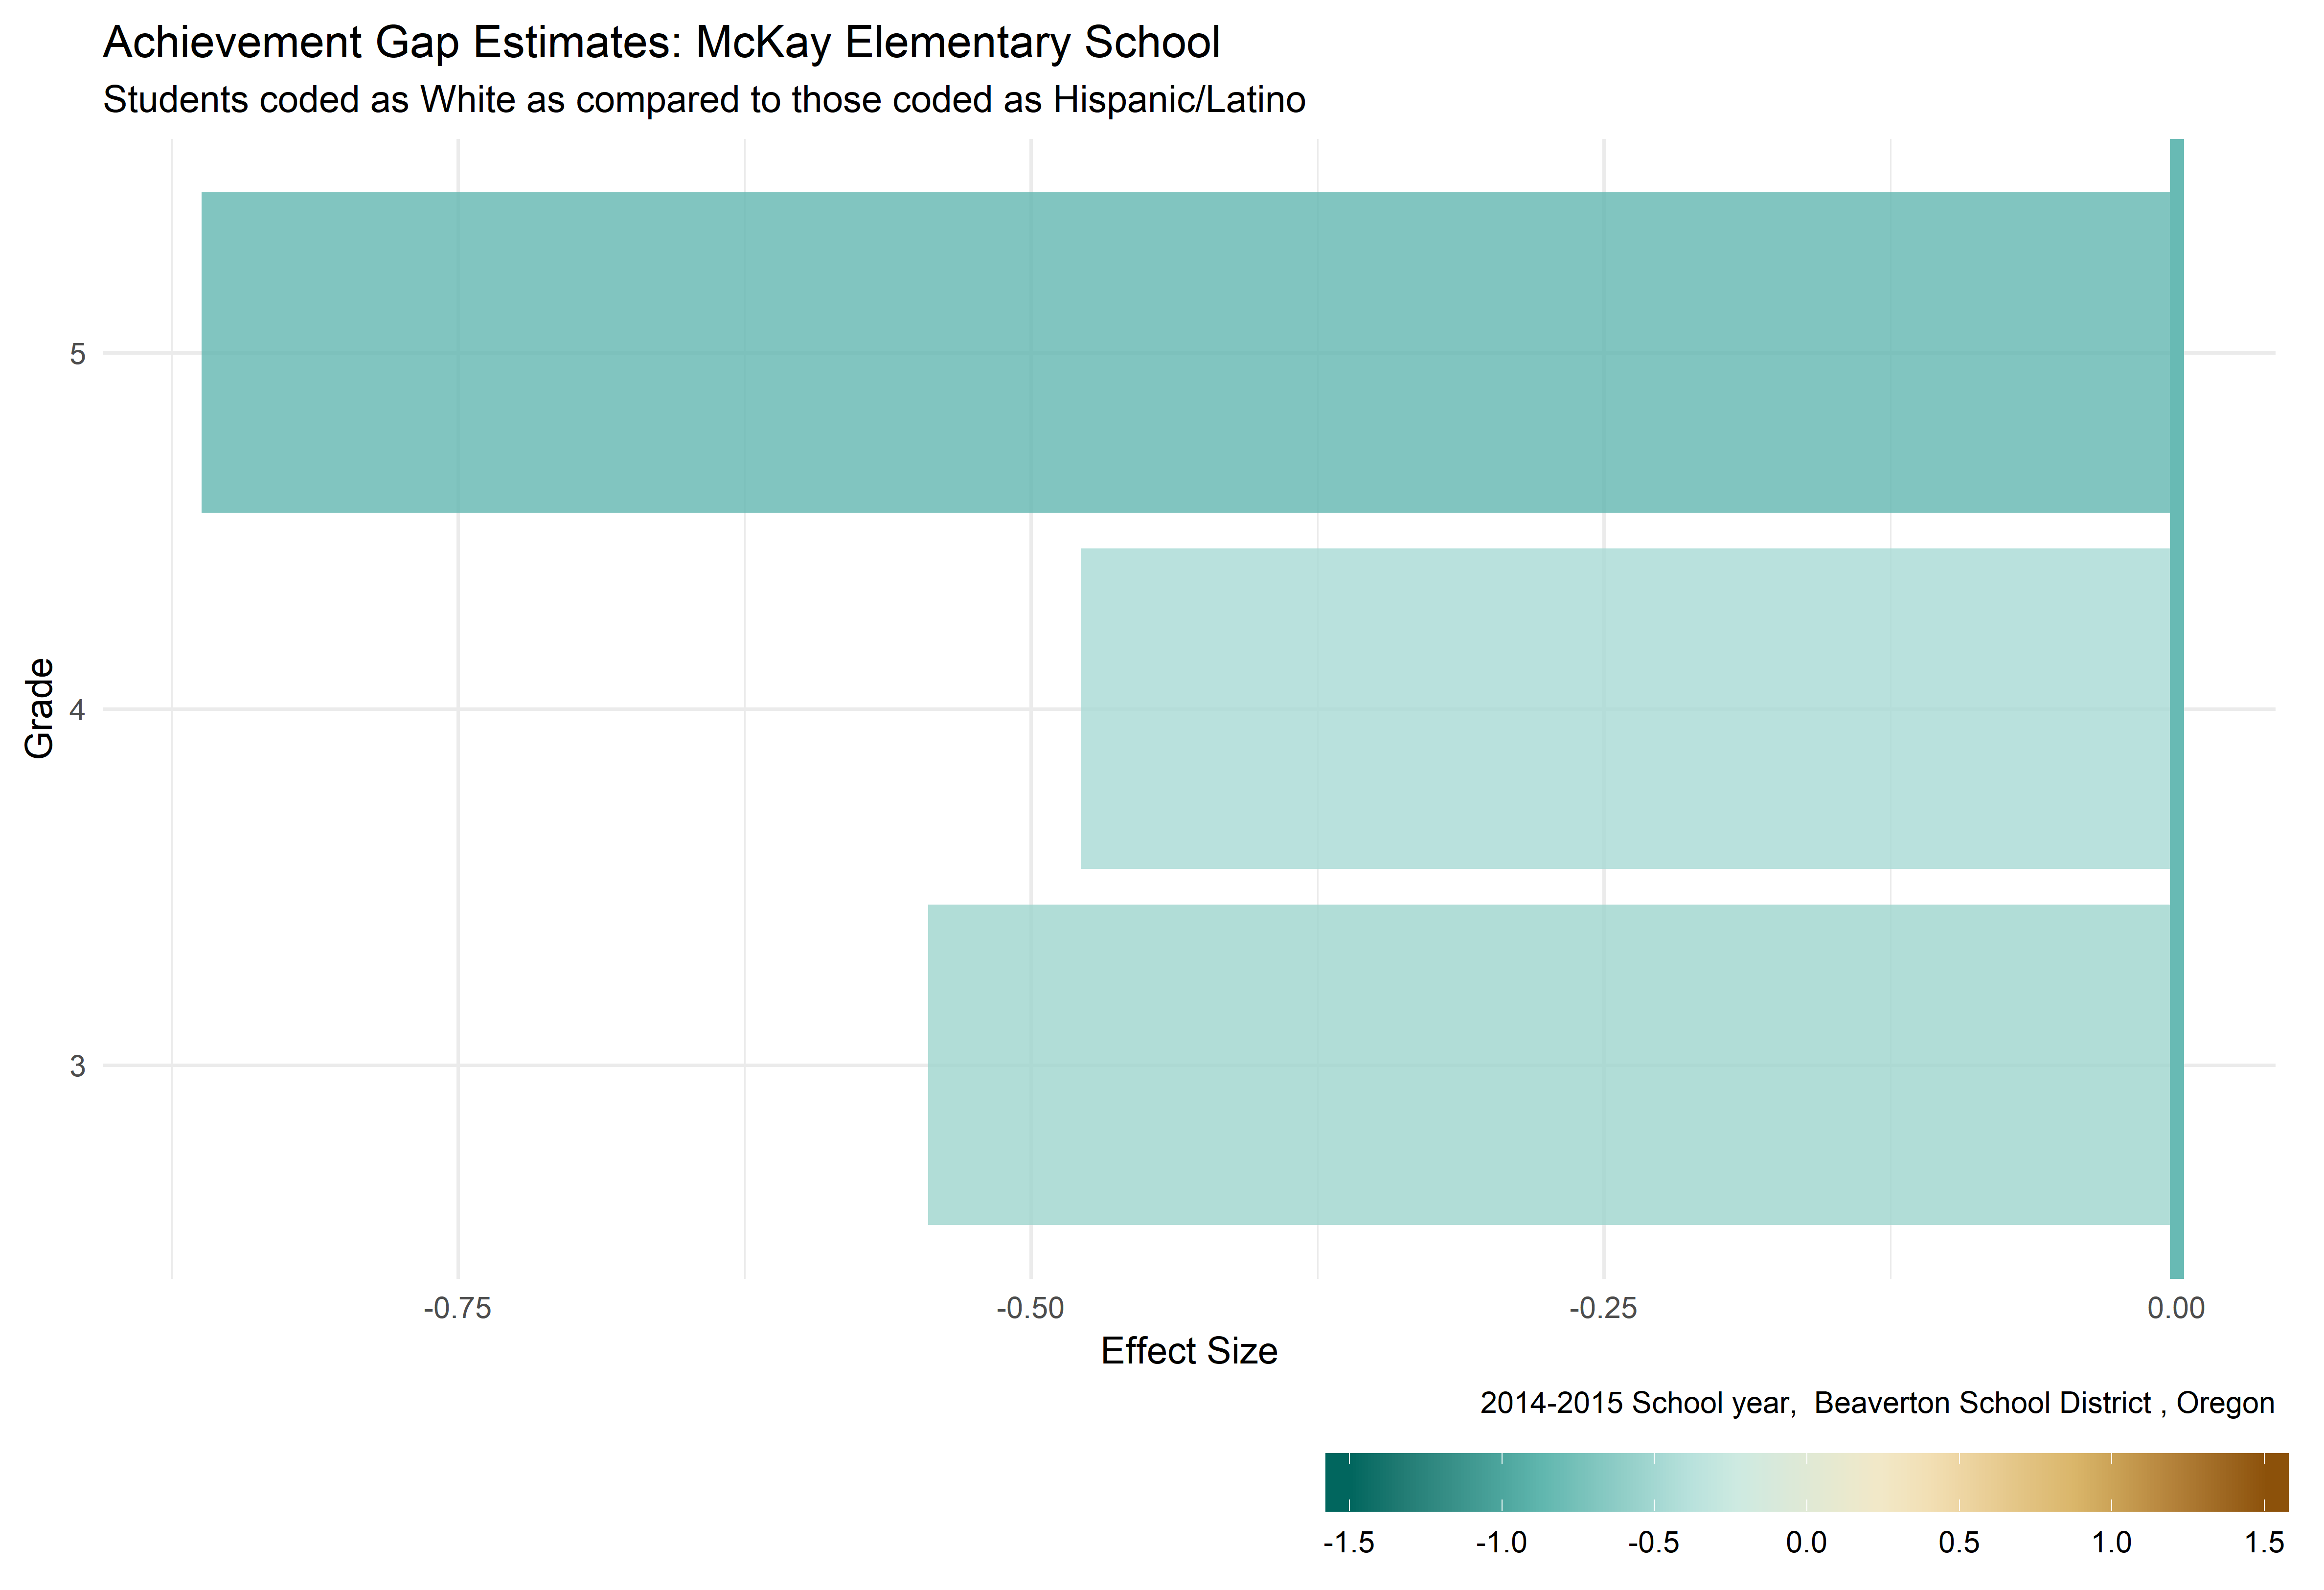 Achievement Gap Estimates: McKay Elementary School
Students coded as White as compared to those coded as Hispanic/Latino
Grade
5
4
3
-0.75 -0.50 -0.25 0.00
Effect Size
2014-2015 School year,  Beaverton School District , Oregon
-1.5 -1.0 -0.5 0.0 0.5 1.0 1.5